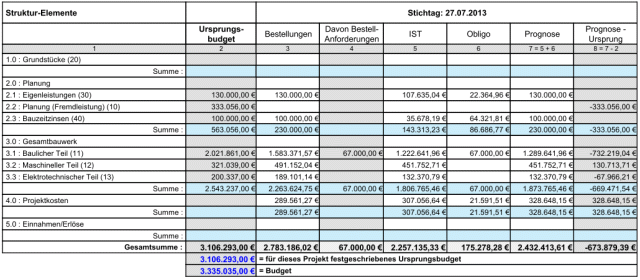 Struktur-Elemente Stichtag: 27.07.2013
Ursprungs-budget Bestellungen Davon Bestell-Anforderungen IST Obligo Prognose Prognose - Ursprung
1 2 3 4 5 6 7 = 5 + 6 8 = 7 - 2
1.0 : Grundstücke (20)
Summe :
2.0 : Planung
2.1 : Eigenleistungen (30) 130.000,00 € 130.000,00 € 107.635,04 € 22.364,96 € 130.000,00 €
2.2 : Planung (Fremdleistung) (10) 333.056,00 € -333.056,00 €
2.3 : Bauzeitzinsen (40) 100.000,00 € 100.000,00 € 35.678,19 € 64.321,81 € 100.000,00 €
Summe : 563.056,00 € 230.000,00 € 143.313,23 € 86.686,77 € 230.000,00 € -333.056,00 €
3.0 : Gesamtbauwerk
3.1 : Baulicher Teil (11) 2.021.861,00 € 1.583.371,57 € 67.000,00 € 1.222.641,96 € 67.000,00 € 1.289.641,96 € -732.219,04 €
3.2 : Maschineller Teil (12) 321.039,00 € 491.152,04 € 452.752,71 € 452.752,71 € 130.713,71 €
3.3 : Elektrotechnischer Teil (13) 200.337,00 € 189.101,14 € 132.370,79 € 132.370,79 € -67.966,21 €
Summe : 2.543.237,00 € 2.263.624,75 € 67.000,00 € 1.806.765,46 € 67.000,00 € 1.873.765,46 € -669.471,54 €
4.0 : Projektkosten 289.561,27 € 307.056,64 € 21.591,51 € 328.648,15 € 328.648,15 €
Summe : 289.561,27 € 307.056,64 € 21.591,51 € 328.648,15 € 328.648,15 €
5.0 : Einnahmen/Erlöse
Summe :
Gesamtsumme : 3.106.293,00 € 2.783.186,02 € 67.000,00 € 2.257.135,33 € 175.278,28 € 2.432.413,61 € -673.879,39 €
3.106.293,00 € = für dieses Projekt festgeschriebenes Ursprungsbudget
3.335.035,00 € = Budget